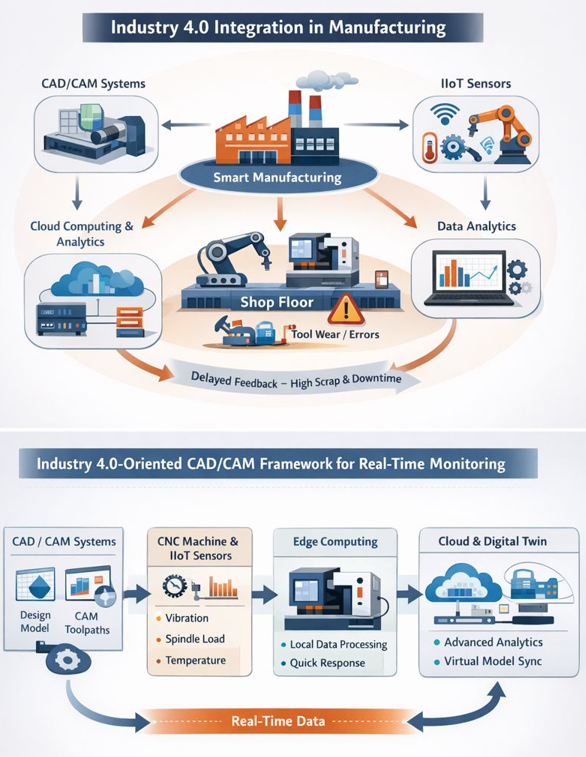 Industry 4.0 Integration in Manufacturing
CAD/CAM Systems
IIoT Sensors
Smart Manufacturing
Cloud Computing &
Analytics
Data Analytics
Shop Floor
Tool Wear / Errors
Delayed Feedback – High Scrap & Downtime
Industry 4.0-Oriented CAD/CAM Framework for Real-Time Monitoring
CAD / CAM Systems
Design
Model
CAM
Toolpaths
CNC Machine &
IIoT Sensors
• Vibration
• Spindle Load
• Temperature
Edge Computing
• Local Data Processing
• Quick Response
Cloud & Digital Twin
• Advanced Analytics
• Virtual Model Sync
Real-Time Data